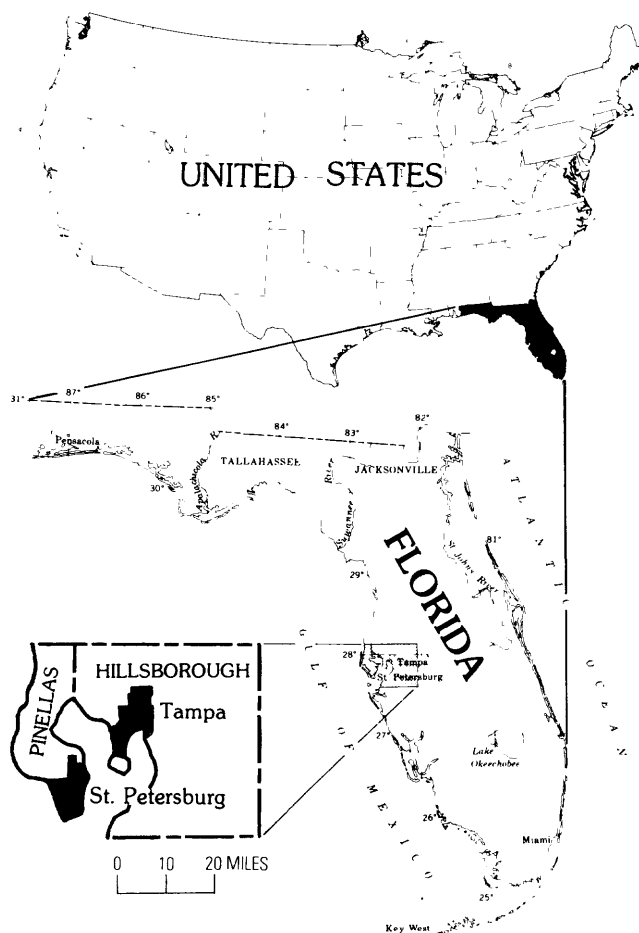 UNITED STATES
31°
87°
86°
85°
84°
83°
82°
Pensacola
30°
Apalachicola
R
TALLAHASSEE
River
Suwannee
JACKSONVILLE
ATLANTIC
OCEAN
81°
St Johns River
29°
FLORIDA
GULF OF MEXICO
28°
Tampa
St. Petersburg
27°
Lake
Okeechobee
26°
Miami
25°
Key West
PINELLAS
HILLSBOROUGH
Tampa
St. Petersburg
0 10 20 MILES